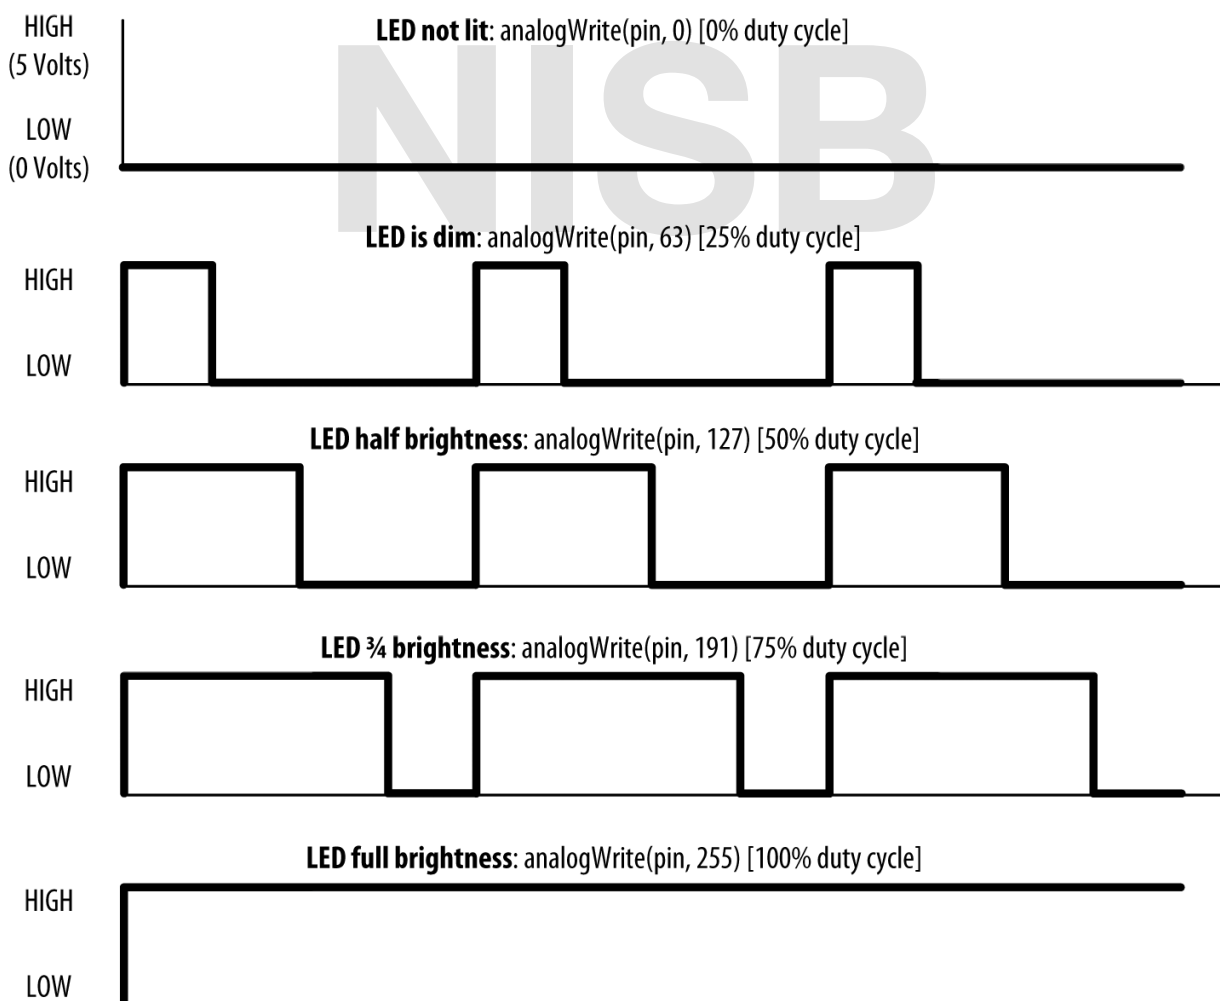 HIGH
(5 Volts)
LOW
(0 Volts)
LED not lit: analogWrite(pin, 0) [0% duty cycle]
NISB
LED is dim: analogWrite(pin, 63) [25% duty cycle]
HIGH
LOW
LED half brightness: analogWrite(pin, 127) [50% duty cycle]
HIGH
LOW
LED ¾ brightness: analogWrite(pin, 191) [75% duty cycle]
HIGH
LOW
LED full brightness: analogWrite(pin, 255) [100% duty cycle]
HIGH
LOW